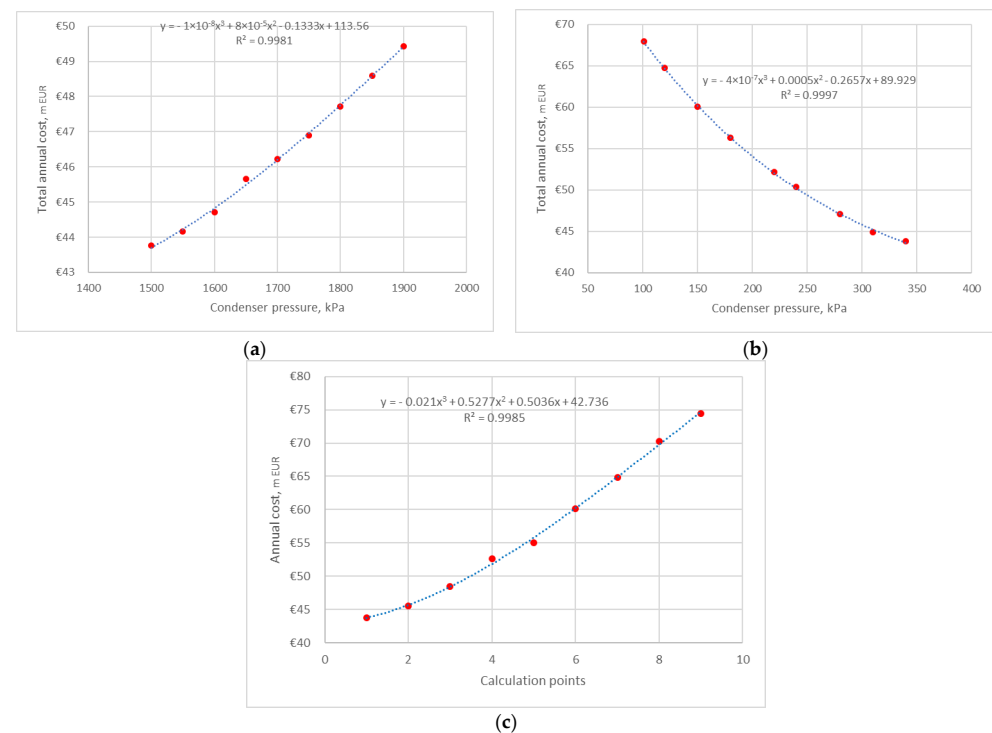 y = - 1×10⁻⁸x³ + 8×10⁻⁵x² - 0.1333x + 113.56
R² = 0.9981
€50
€49
€48
€47
€46
€45
€44
€43
1400 1500 1600 1700 1800 1900 2000
Total annual cost, m EUR
Condenser pressure, kPa
(a)
€70
€65
€60
€55
€50
€45
€40
y = - 4×10⁻⁷x³ + 0.0005x² - 0.2657x + 89.929
R² = 0.9997
50 100 150 200 250 300 350 400
Total annual cost, m EUR
Condenser pressure, kPa
(b)
€80
€75
€70
€65
€60
€55
€50
€45
€40
y = - 0.021x³ + 0.5277x² + 0.5036x + 42.736
R² = 0.9985
0 2 4 6 8 10
Annual cost, m EUR
Calculation points
(c)